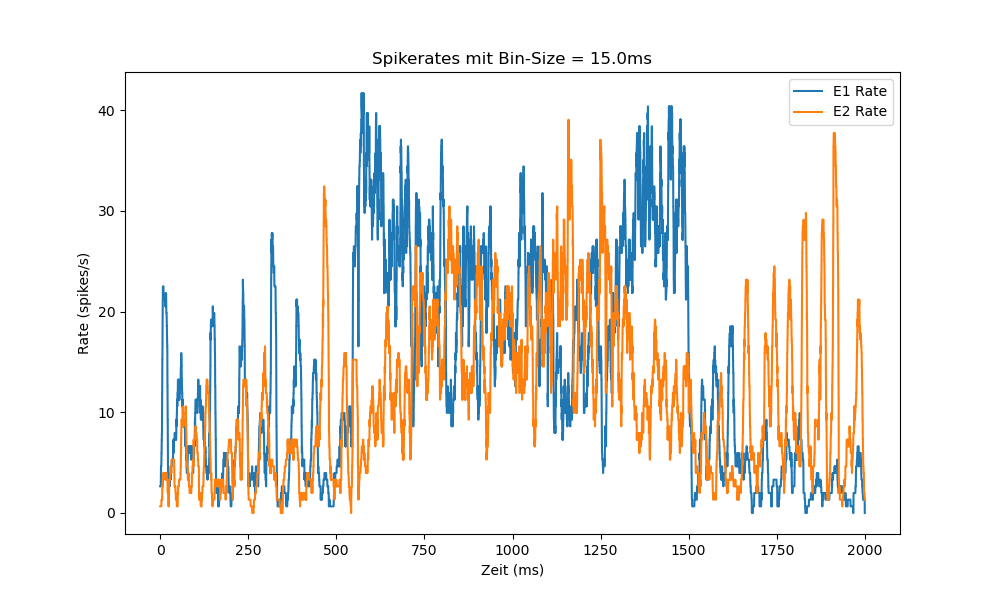 Spikerates mit Bin-Size = 15.0ms
E1 Rate
E2 Rate
Rate (spikes/s)
40
30
20
10
0
0 250 500 750 1000 1250 1500 1750 2000
Zeit (ms)